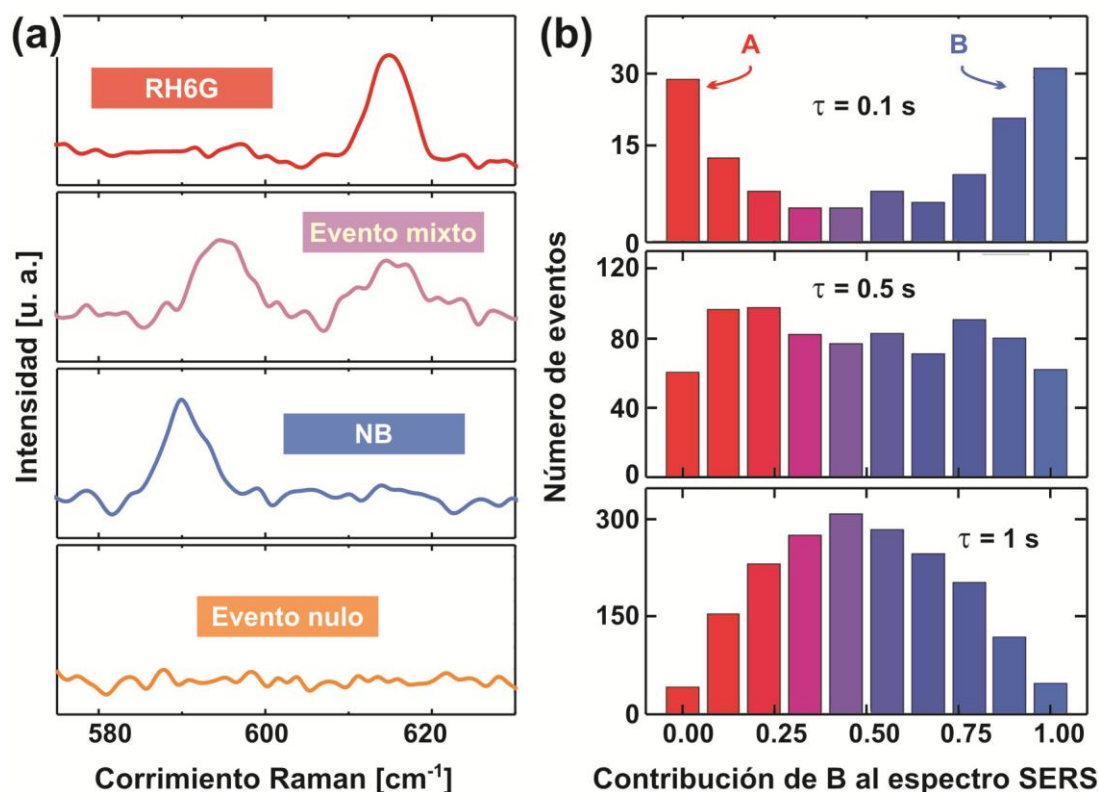 (a)
RH6G
Evento mixto
NB
Evento nulo
Intensidad [u. a.]
580
600
620
Corrimiento Raman [cm⁻¹]
(b)
A
B
τ = 0.1 s
30
15
0
τ = 0.5 s
120
80
40
0
τ = 1 s
300
150
0
Número de eventos
0.00
0.25
0.50
0.75
1.00
Contribución de B al espectro SERS